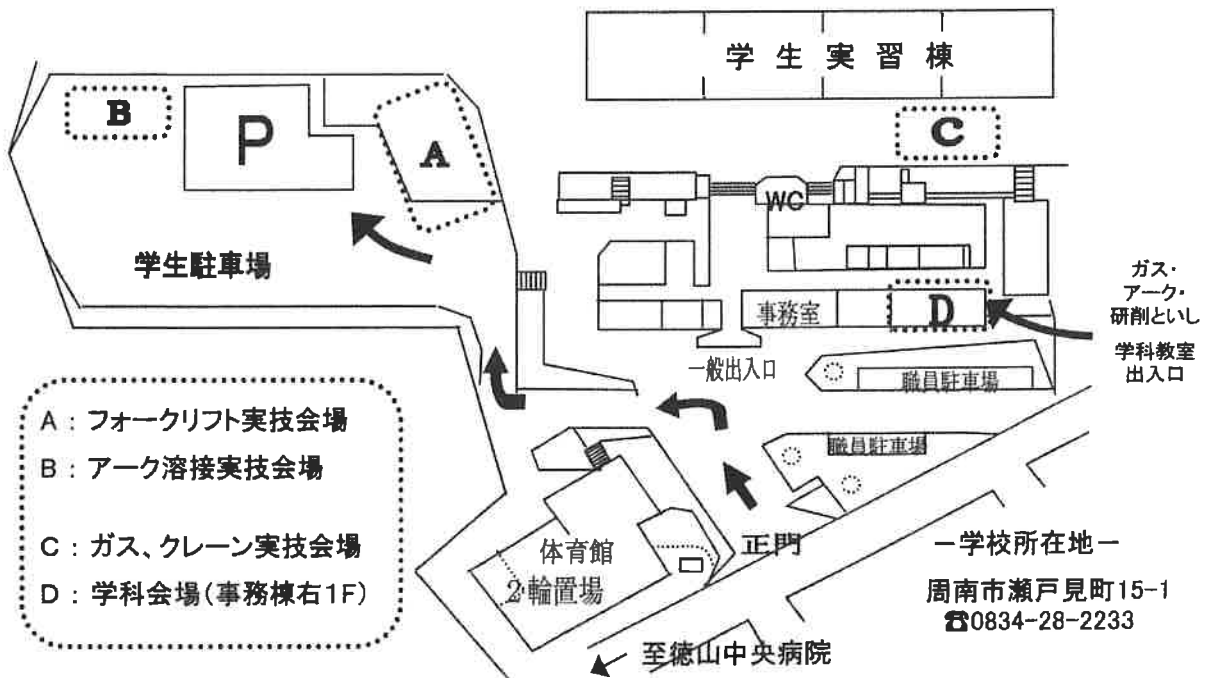 学生実習棟
B
P
A
C
WC
学生駐車場
事務室
D
ガス・
アーク・
研削といし
学科教室
出入口
一般出入口
職員駐車場
職員駐車場
A：フォークリフト実技会場
B：アーク溶接実技会場
C：ガス、クレーン実技会場
D：学科会場(事務棟右1F)
体育館
2輪置場
正門
－学校所在地－
周南市瀬戸見町15-1
☎0834-28-2233
至徳山中央病院